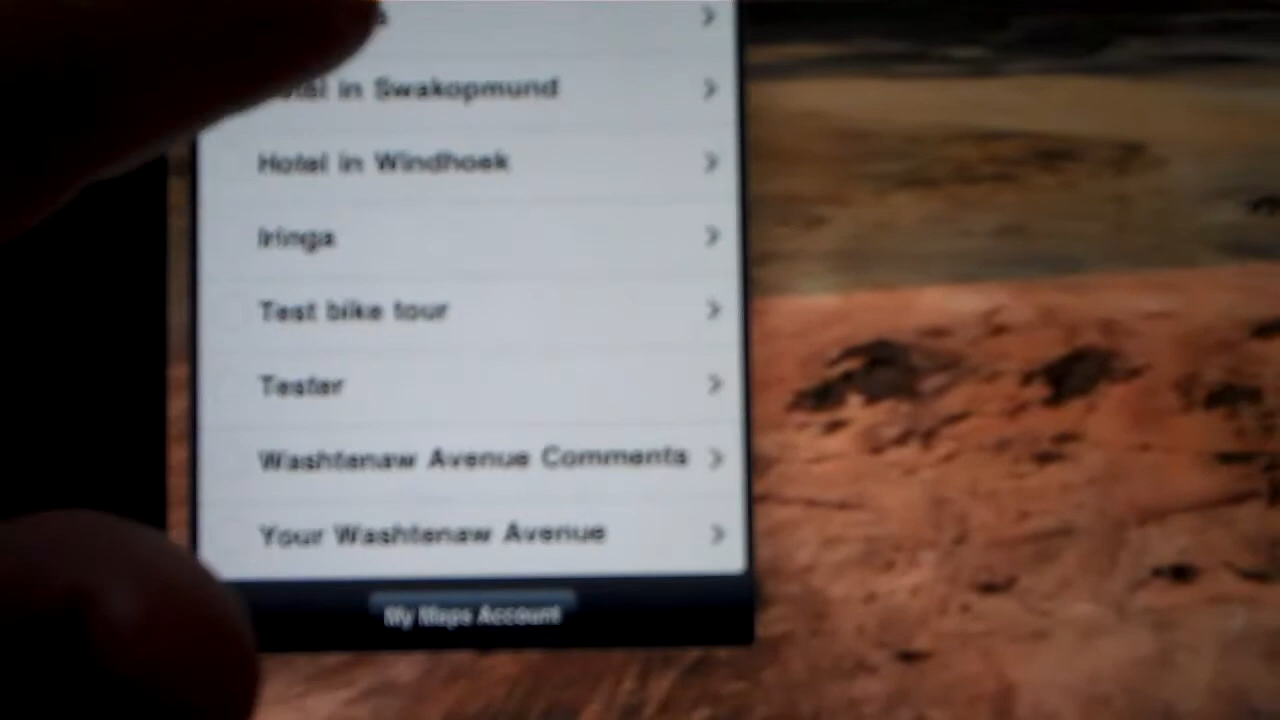 Hotel in Swakopmund
Hotel in Windhoek
Iringa
Test bike tour
Tester
Washtenaw Avenue Comments
Your Washtenaw Avenue
My Maps Account